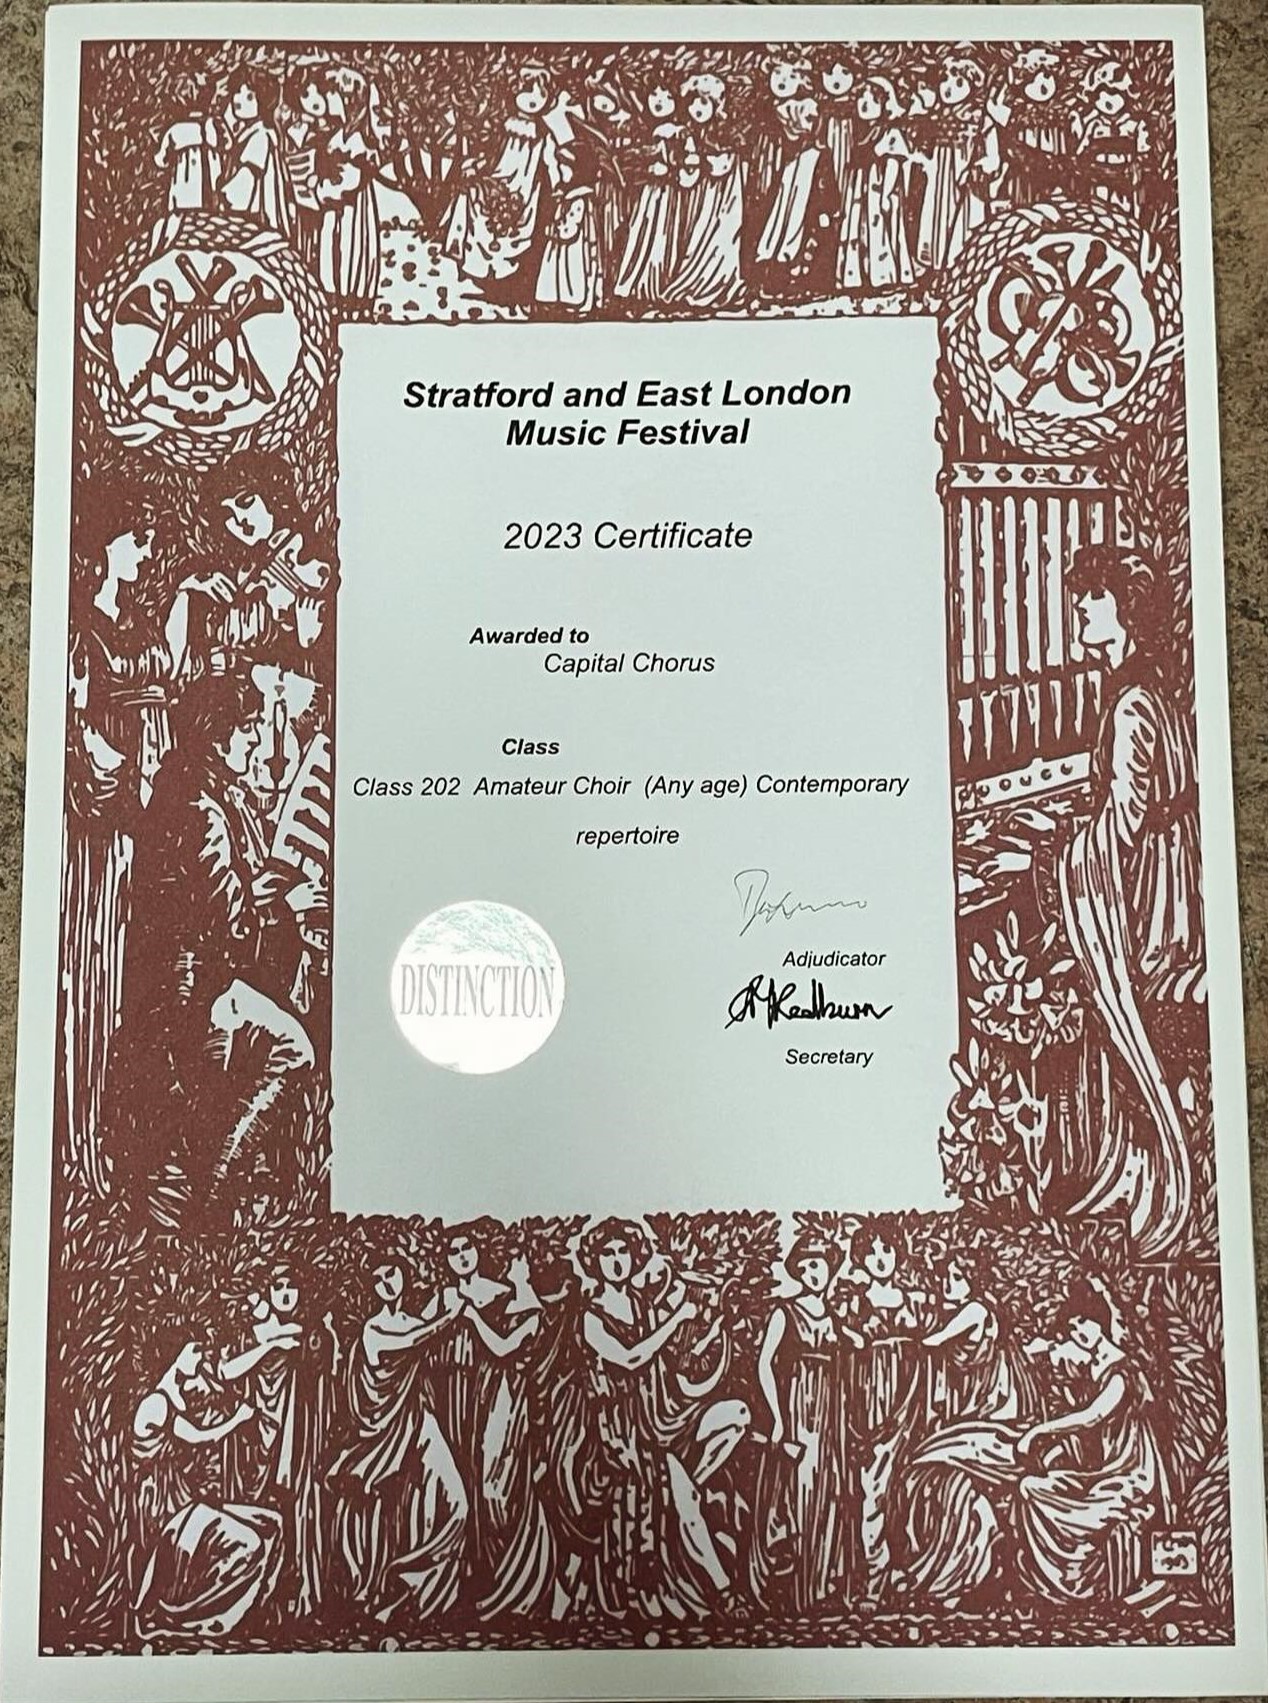 Stratford and East London
Music Festival
2023 Certificate
Awarded to
Capital Chorus
Class
Class 202 Amateur Choir (Any age) Contemporary
repertoire
DISTINCTION
Adjudicator
Secretary